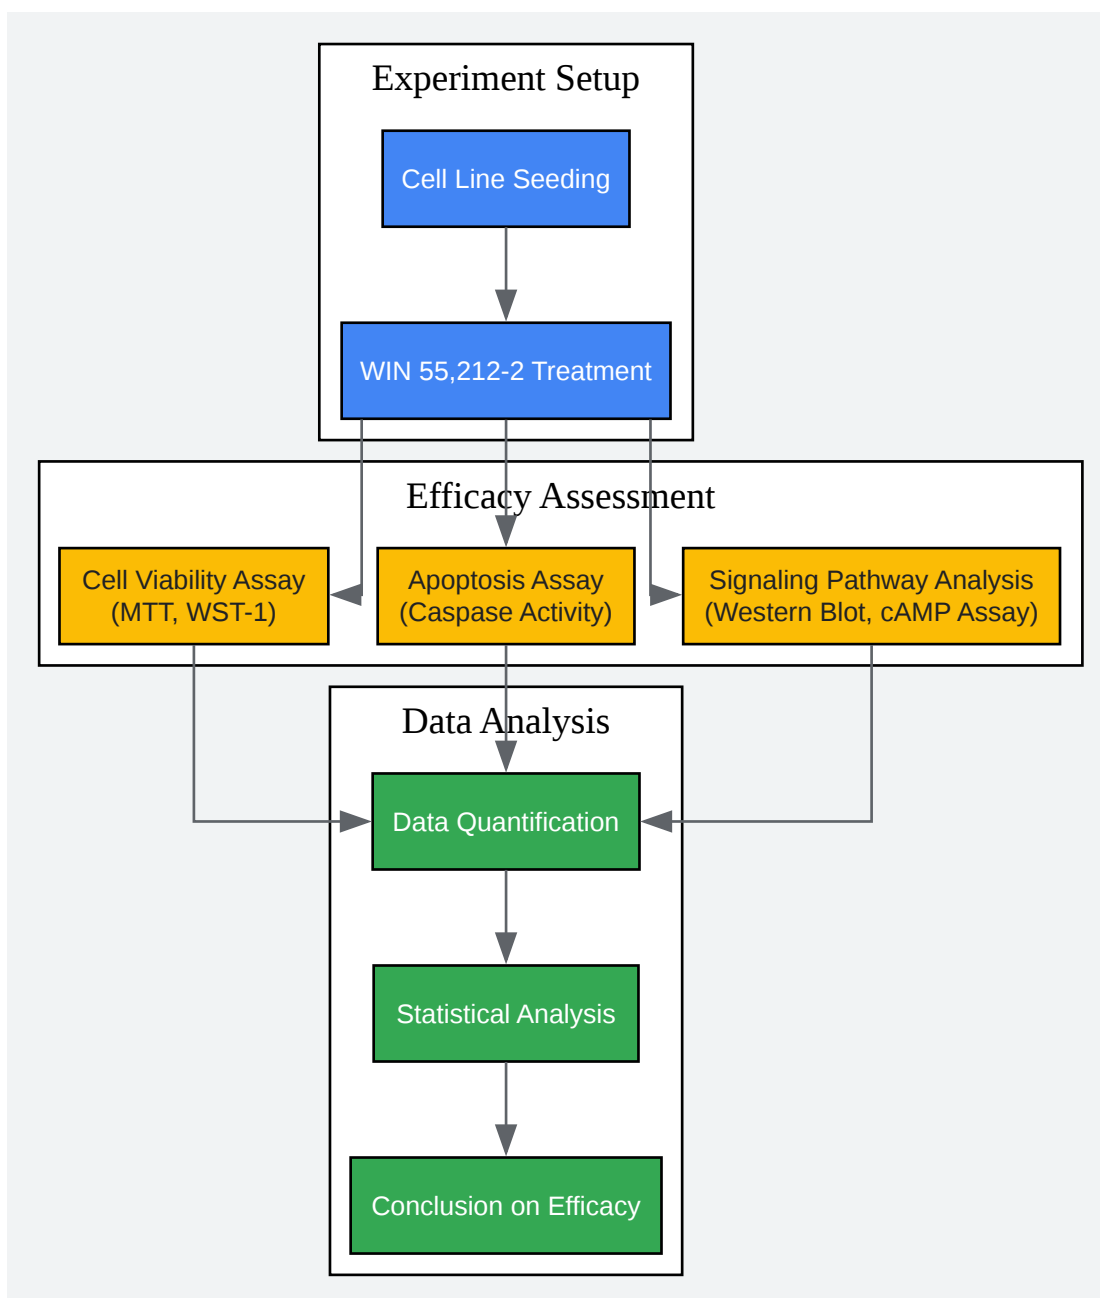 Experiment Setup
Cell Line Seeding
WIN 55,212-2 Treatment
Efficacy Assessment
Cell Viability Assay
(MTT, WST-1)
Apoptosis Assay
(Caspase Activity)
Signaling Pathway Analysis
(Western Blot, cAMP Assay)
Data Analysis
Data Quantification
Statistical Analysis
Conclusion on Efficacy